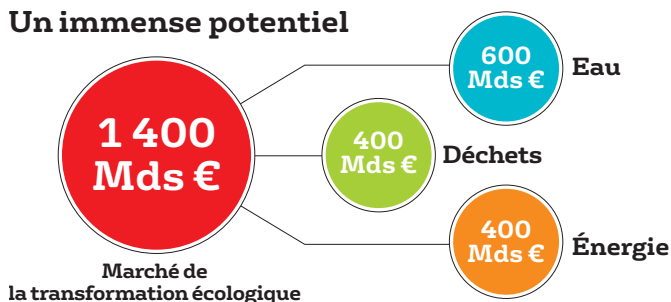 Un immense potentiel
600
Mds €
Eau
1 400
Mds €
400
Mds €
Déchets
400
Mds €
Énergie
Marché de
la transformation écologique